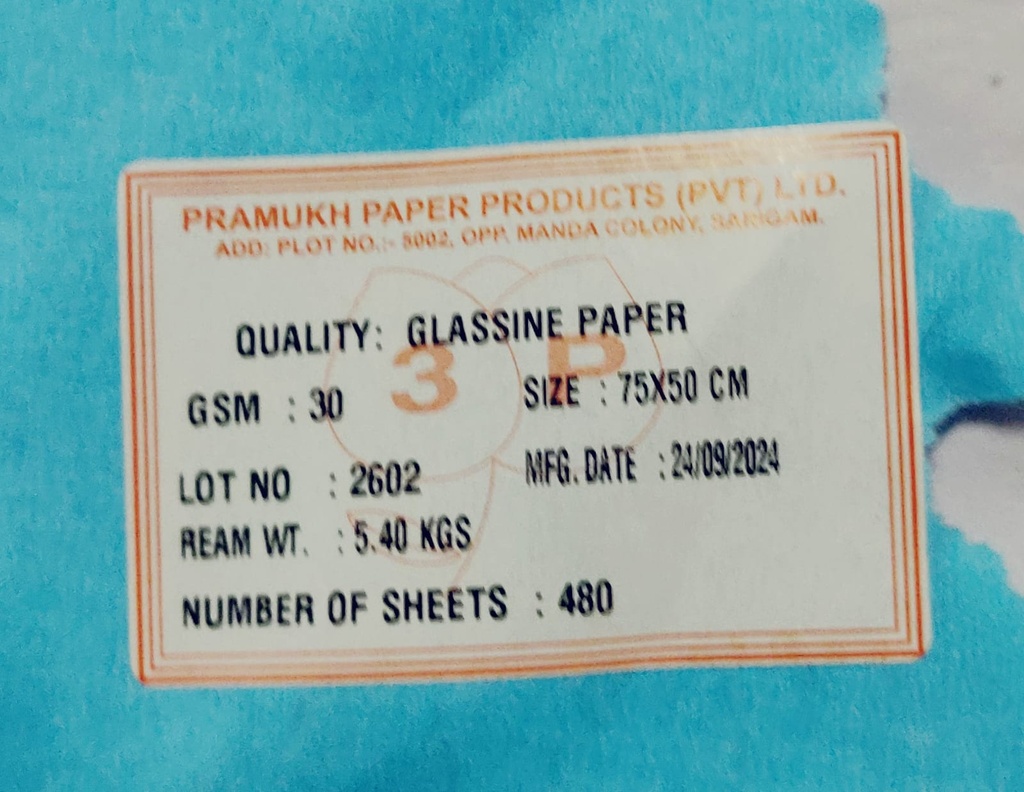 PRAMUKH PAPER PRODUCTS (PVT) LTD.
ADD: PLOT NO.:- 5002, OPP. MANDA COLONY, SARIGAM.
QUALITY: GLASSINE PAPER
3 P
GSM : 30 SIZE : 75X50 CM
LOT NO : 2602 MFG. DATE : 24/09/2024
REAM WT. : 5.40 KGS
NUMBER OF SHEETS : 480